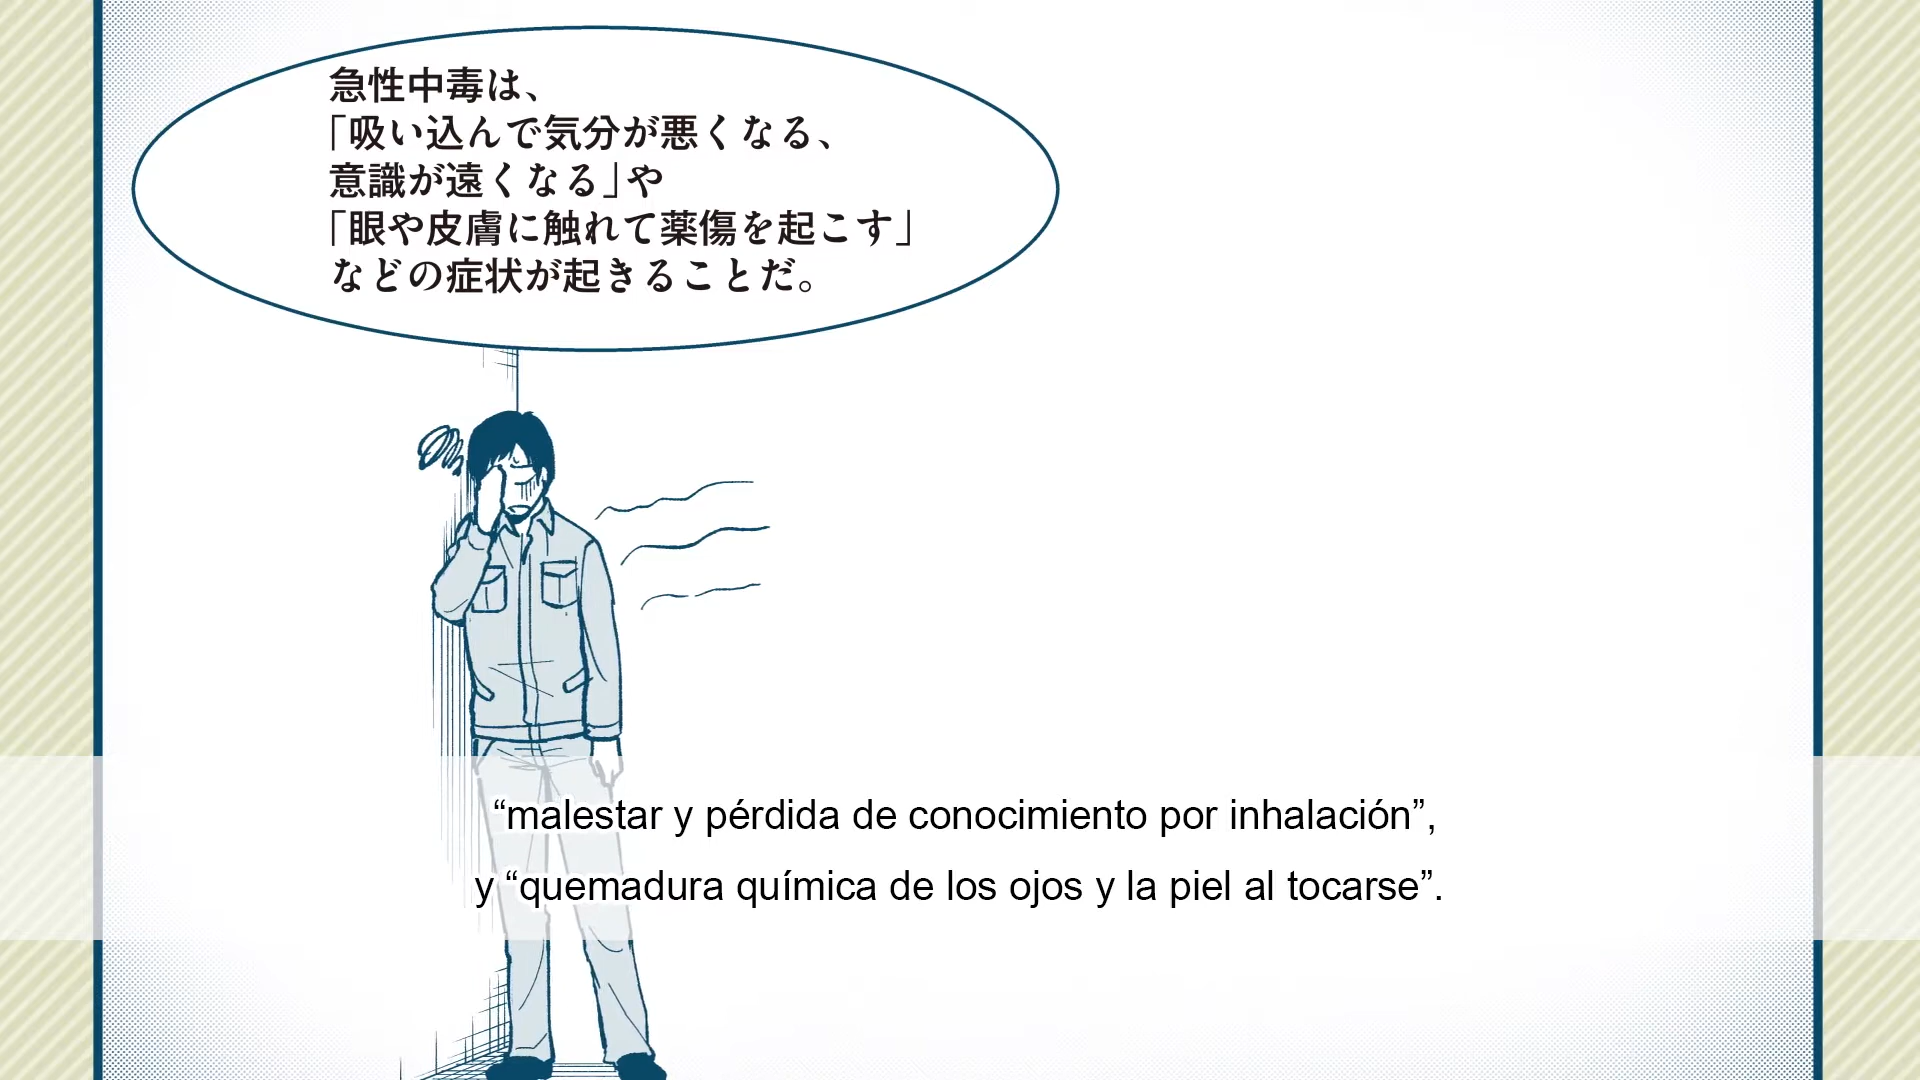 急性中毒は、
「吸い込んで気分が悪くなる、
意識が遠くなる」や
「眼や皮膚に触れて薬傷を起こす」
などの症状が起きることだ。
“malestar y pérdida de conocimiento por inhalación”,
y “quemadura química de los ojos y la piel al tocarse”.